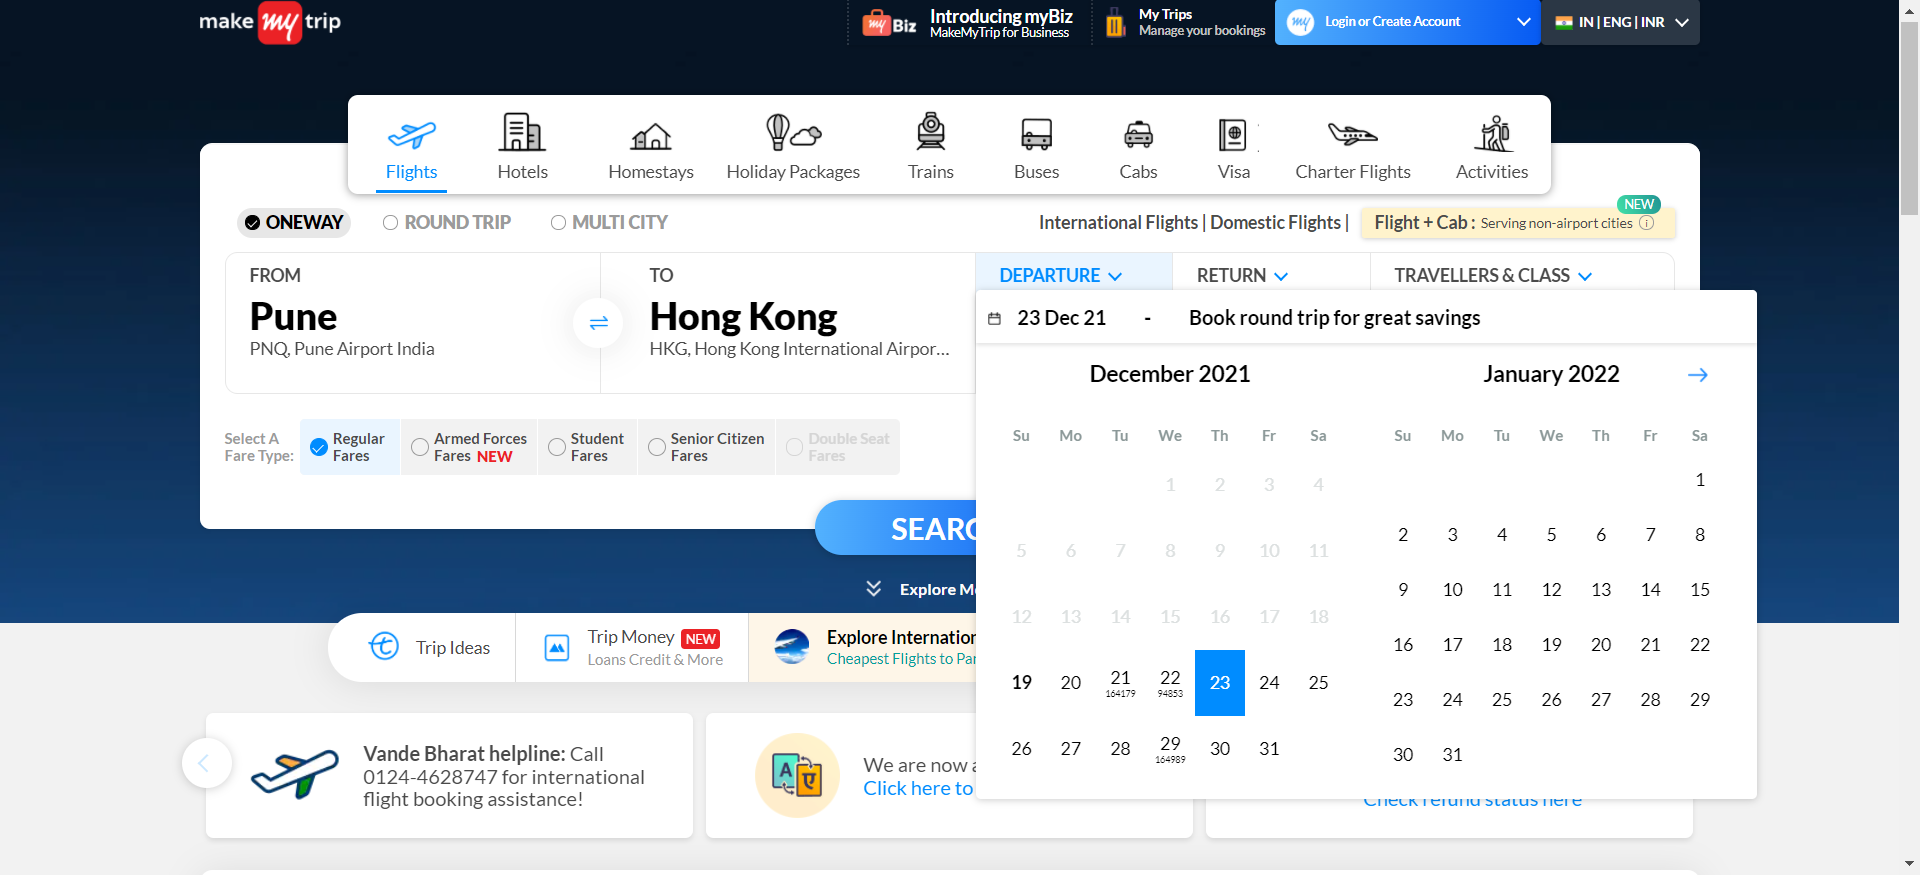 make my trip
myBiz
Introducing myBiz
MakeMyTrip for Business
My Trips
Manage your bookings
my
Login or Create Account
IN | ENG | INR
Flights
Hotels
Homestays
Holiday Packages
Trains
Buses
Cabs
Visa
Charter Flights
Activities
ONEWAY
ROUND TRIP
MULTI CITY
International Flights | Domestic Flights |
Flight + Cab : Serving non-airport cities
NEW
FROM
Pune
PNQ, Pune Airport India
TO
Hong Kong
HKG, Hong Kong International Airpor...
DEPARTURE
RETURN
TRAVELLERS & CLASS
23 Dec 21 - Book round trip for great savings
December 2021
Su Mo Tu We Th Fr Sa
1 2 3 4
5 6 7 8 9 10 11
12 13 14 15 16 17 18
19 20 21 22 23 24 25
164179 94853
26 27 28 29 30 31
164989
January 2022
Su Mo Tu We Th Fr Sa
1
2 3 4 5 6 7 8
9 10 11 12 13 14 15
16 17 18 19 20 21 22
23 24 25 26 27 28 29
30 31
Select A
Fare Type:
Regular
Fares
Armed Forces
Fares NEW
Student
Fares
Senior Citizen
Fares
Double Seat
Fares
SEARC
Explore M
Trip Ideas
Trip Money NEW
Loans Credit & More
Explore Internation
Cheapest Flights to Par
Vande Bharat helpline: Call
0124-4628747 for international
flight booking assistance!
A ए
We are now a
Click here to
Check refund status here